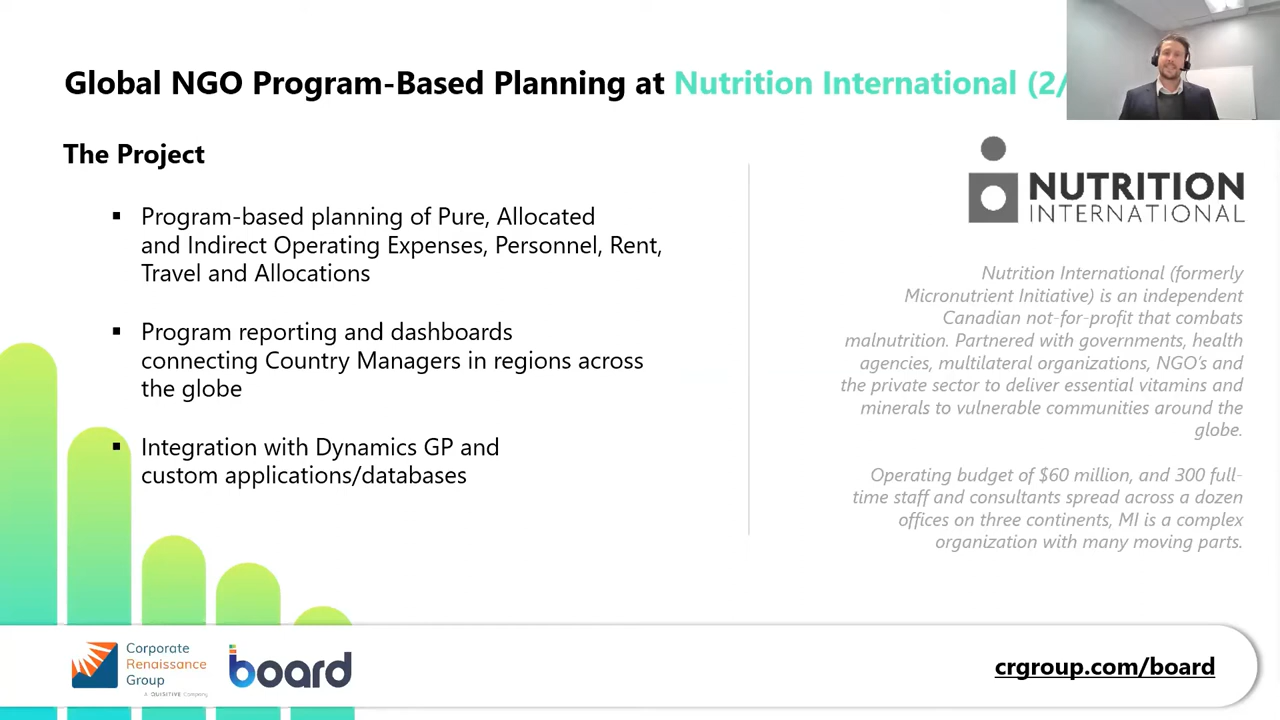 Global NGO Program-Based Planning at Nutrition International (2/
The Project
▪ Program-based planning of Pure, Allocated
and Indirect Operating Expenses, Personnel, Rent,
Travel and Allocations
▪ Program reporting and dashboards
connecting Country Managers in regions across
the globe
▪ Integration with Dynamics GP and
custom applications/databases
NUTRITION
INTERNATIONAL
Nutrition International (formerly
Micronutrient Initiative) is an independent
Canadian not-for-profit that combats
malnutrition. Partnered with governments, health
agencies, multilateral organizations, NGO's and
the private sector to deliver essential vitamins and
minerals to vulnerable communities around the
globe.
Operating budget of $60 million, and 300 full-
time staff and consultants spread across a dozen
offices on three continents, MI is a complex
organization with many moving parts.
Corporate
Renaissance
Group
A QUISITIVE Company
board
crgroup.com/board